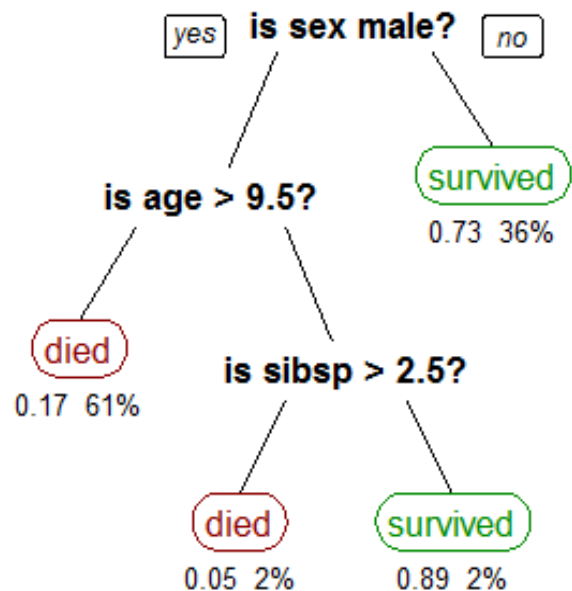 yes is sex male? no
survived
is age > 9.5?
0.73 36%
died
is sibsp > 2.5?
0.17 61%
died survived
0.05 2% 0.89 2%